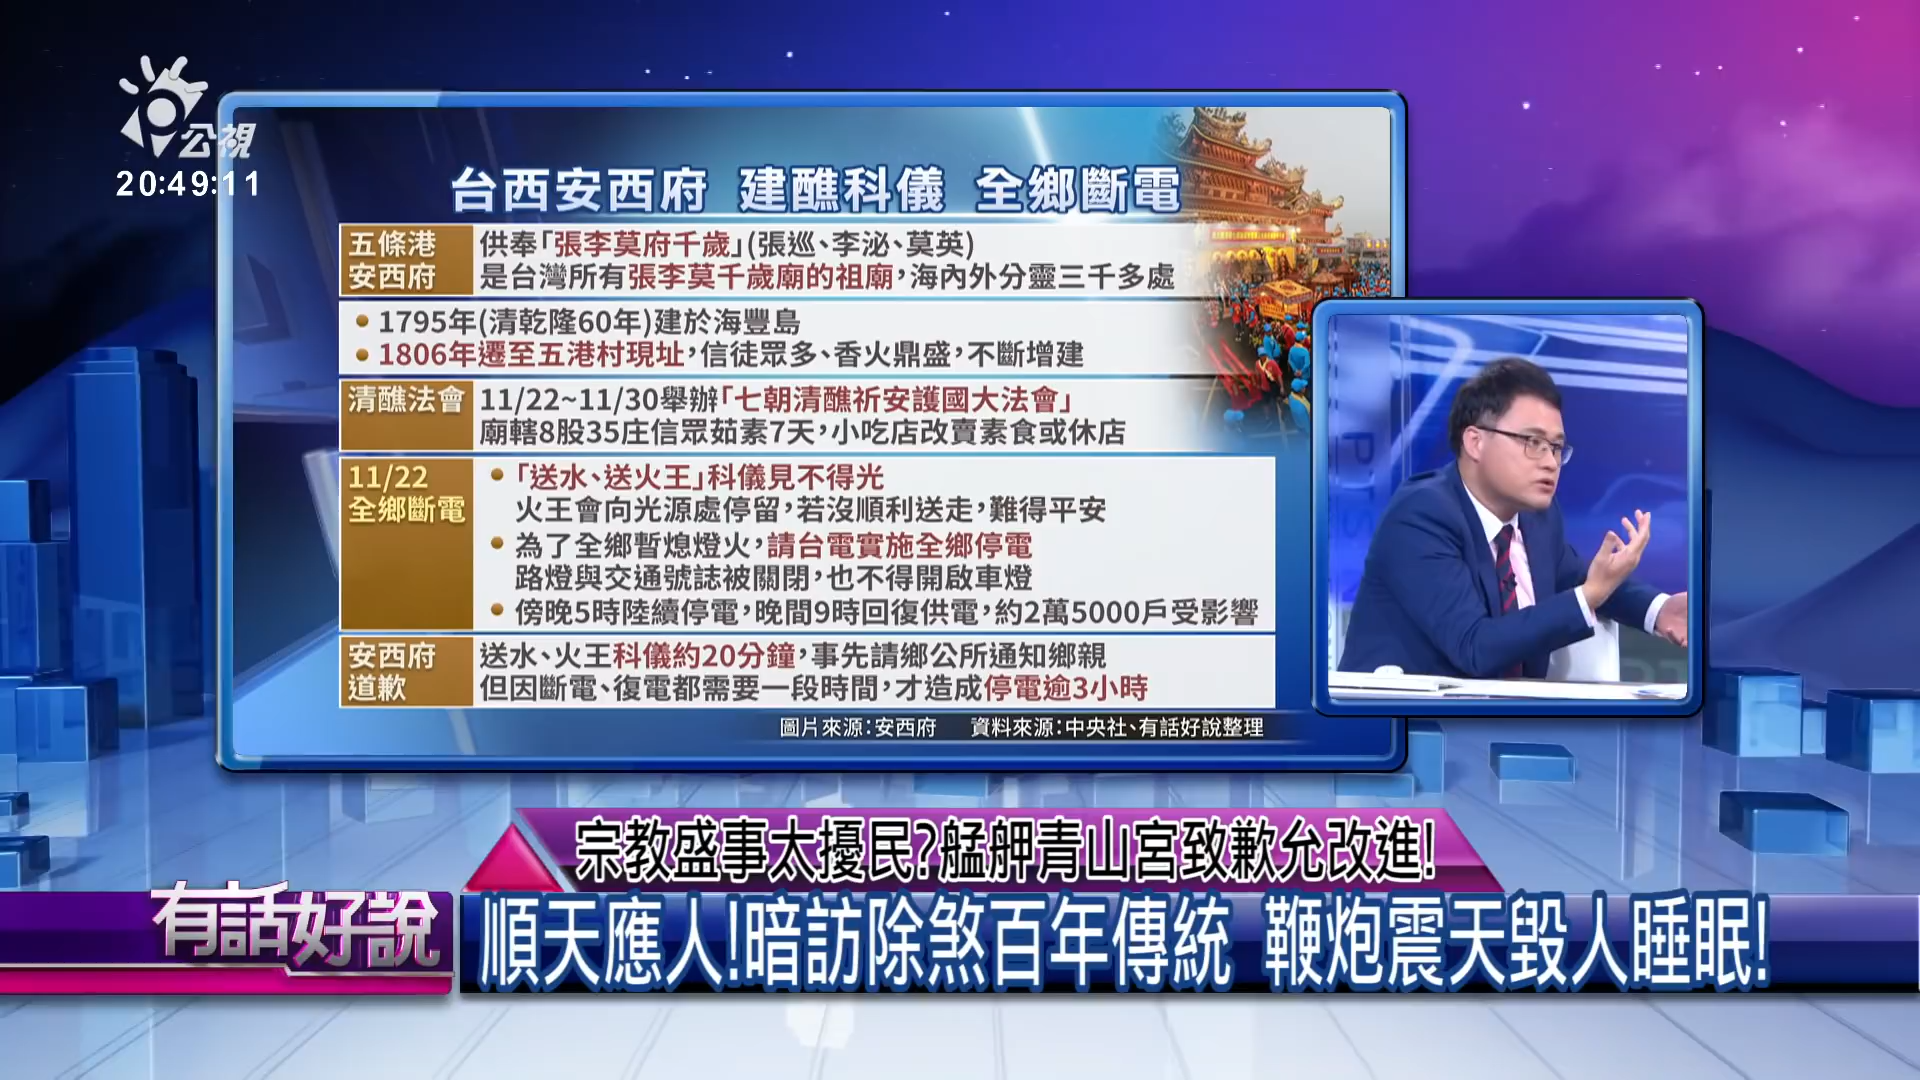 公視
20:49:11
台西安西府 建醮科儀 全鄉斷電
五條港
安西府
供奉「張李莫府千歲」(張巡、李泌、莫英)
是台灣所有張李莫千歲廟的祖廟,海內外分靈三千多處
• 1795年(清乾隆60年)建於海豐島
• 1806年遷至五港村現址,信徒眾多、香火鼎盛,不斷增建
清醮法會
11/22~11/30舉辦「七朝清醮祈安護國大法會」
廟轄8股35庄信眾茹素7天,小吃店改賣素食或休店
11/22
全鄉斷電
• 「送水、送火王」科儀見不得光
火王會向光源處停留,若沒順利送走,難得平安
• 為了全鄉暫熄燈火,請台電實施全鄉停電
路燈與交通號誌被關閉,也不得開啟車燈
• 傍晚5時陸續停電,晚間9時回復供電,約2萬5000戶受影響
安西府
道歉
送水、火王科儀約20分鐘,事先請鄉公所通知鄉親
但因斷電、復電都需要一段時間,才造成停電逾3小時
圖片來源:安西府 資料來源:中央社、有話好說整理
宗教盛事太擾民?艋舺青山宮致歉允改進!
有話好說
順天應人!暗訪除煞百年傳統 鞭炮震天毀人睡眠!